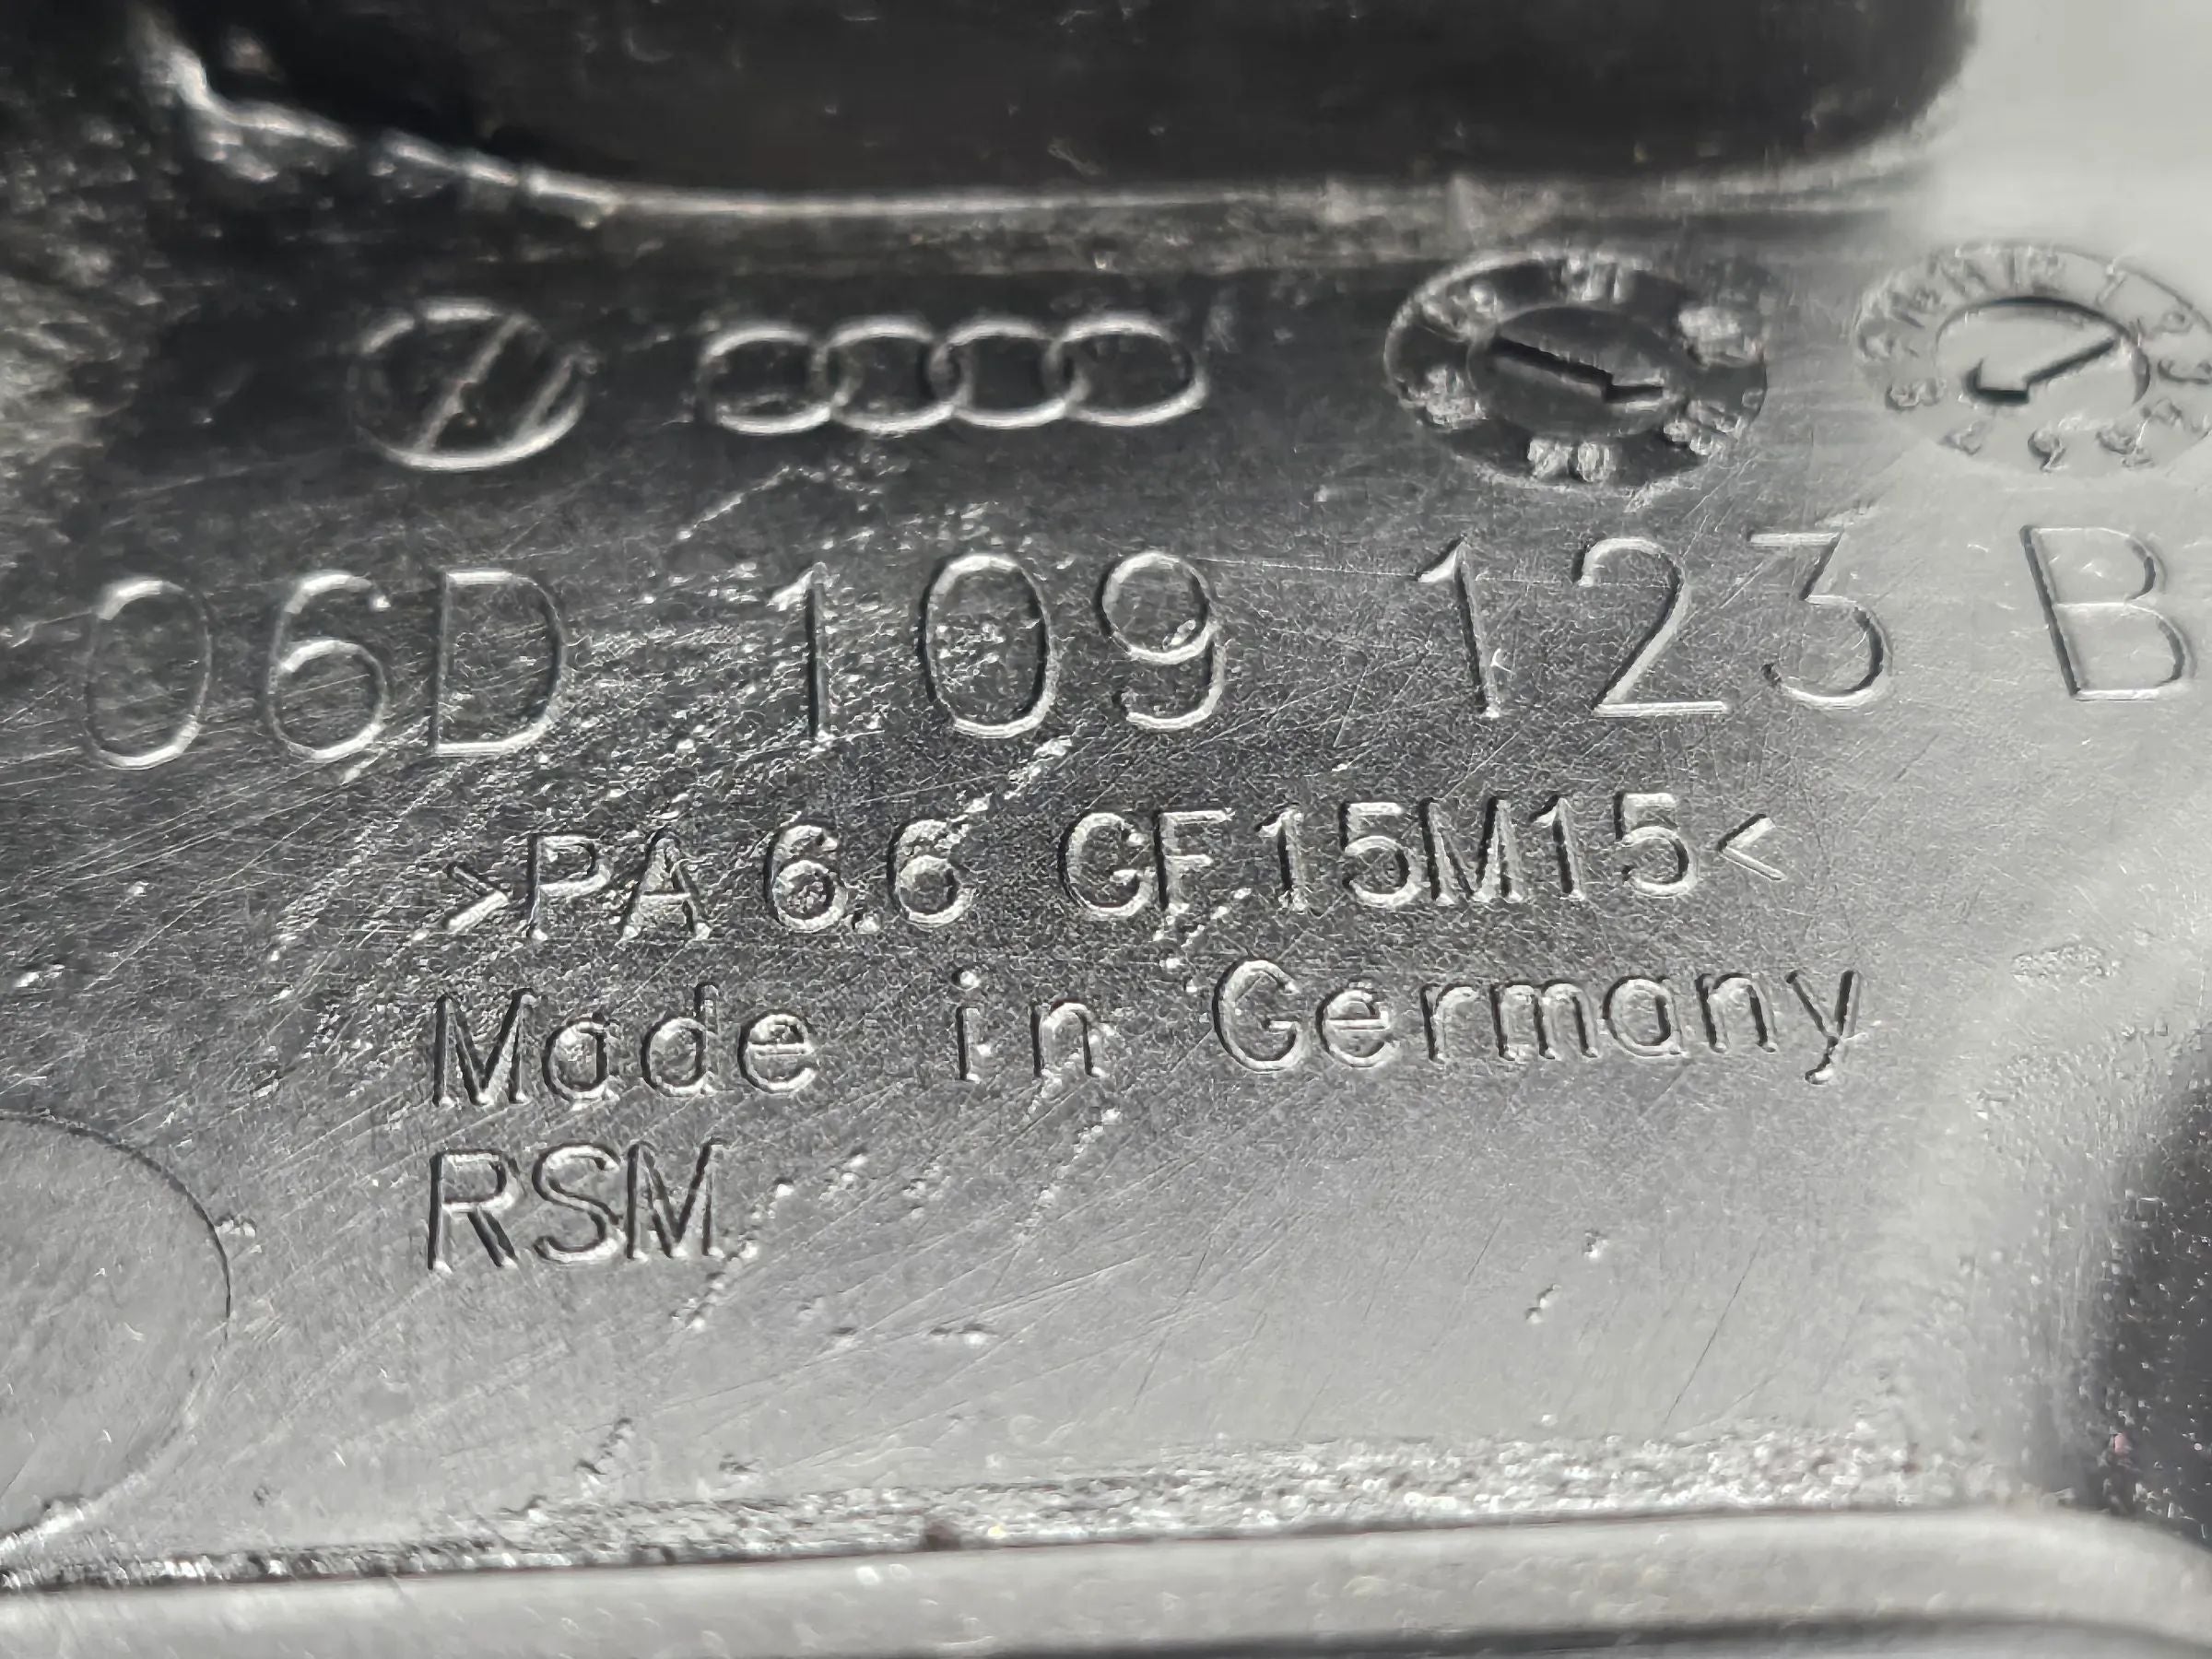 06D 109 123 B
>PA 6.6 GF15M15<
Made in Germany
RSM